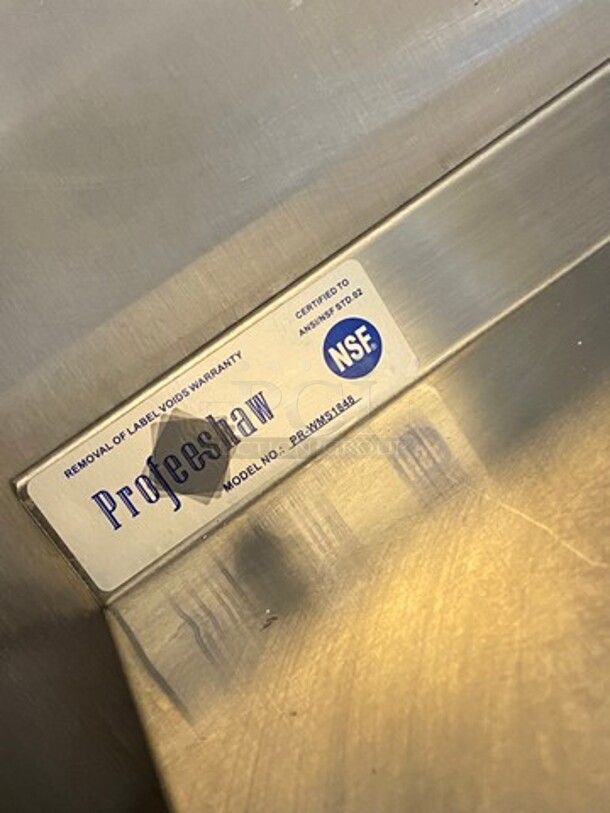 REMOVAL OF LABEL VOIDS WARRANTY
CERTIFIED TO
ANSI/NSF STD.02
NSF®
Profeeshaw
MODEL NO.: PR-WMS1848